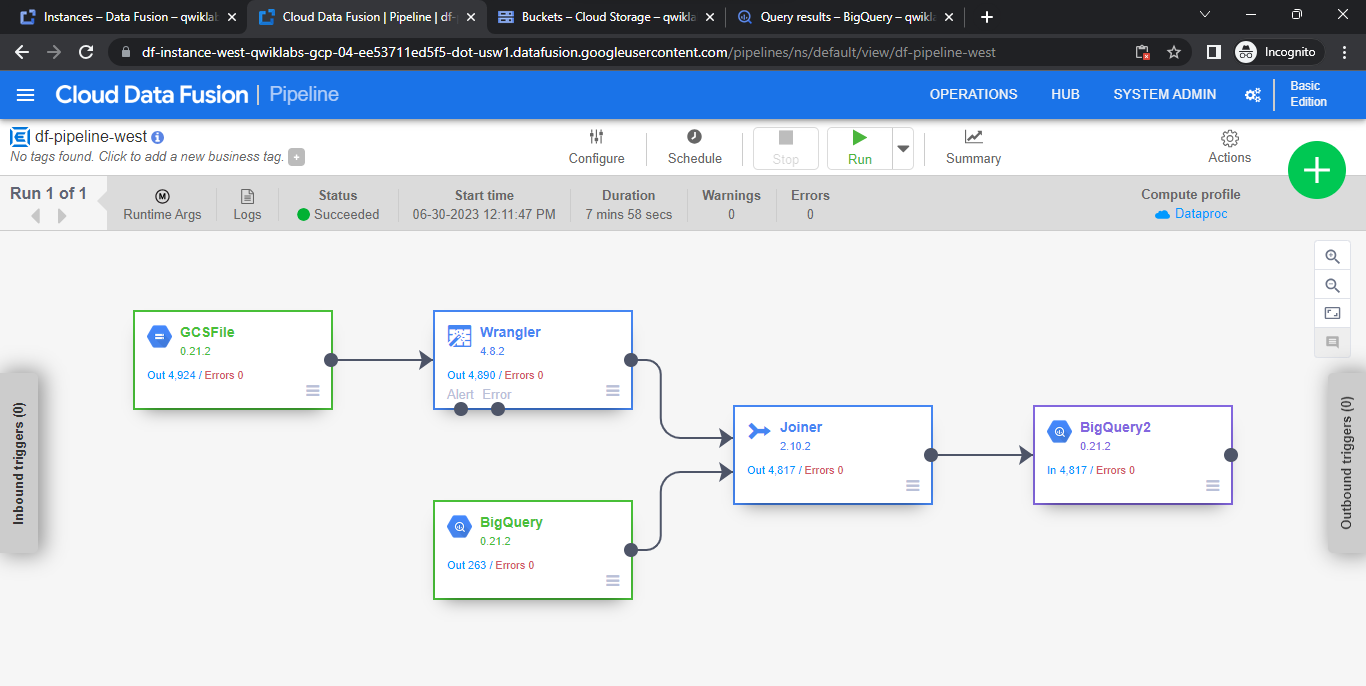 Instances – Data Fusion – qwikla
Cloud Data Fusion | Pipeline | df-
Buckets – Cloud Storage – qwikla
Query results – BigQuery – qwikl
df-instance-west-qwiklabs-gcp-04-ee53711ed5f5-dot-usw1.datafusion.googleusercontent.com/pipelines/ns/default/view/df-pipeline-west
Incognito
Cloud Data Fusion | Pipeline
OPERATIONS
HUB
SYSTEM ADMIN
Basic
Edition
df-pipeline-west
No tags found. Click to add a new business tag.
Configure
Schedule
Stop
Run
Summary
Actions
Run 1 of 1
Runtime Args
Logs
Status
Succeeded
Start time
06-30-2023 12:11:47 PM
Duration
7 mins 58 secs
Warnings
0
Errors
0
Compute profile
Dataproc
GCSFile
0.21.2
Out 4,924 / Errors 0
Wrangler
4.8.2
Out 4,890 / Errors 0
Alert Error
Joiner
2.10.2
Out 4,817 / Errors 0
BigQuery2
0.21.2
In 4,817 / Errors 0
BigQuery
0.21.2
Out 263 / Errors 0
Inbound triggers (0)
Outbound triggers (0)